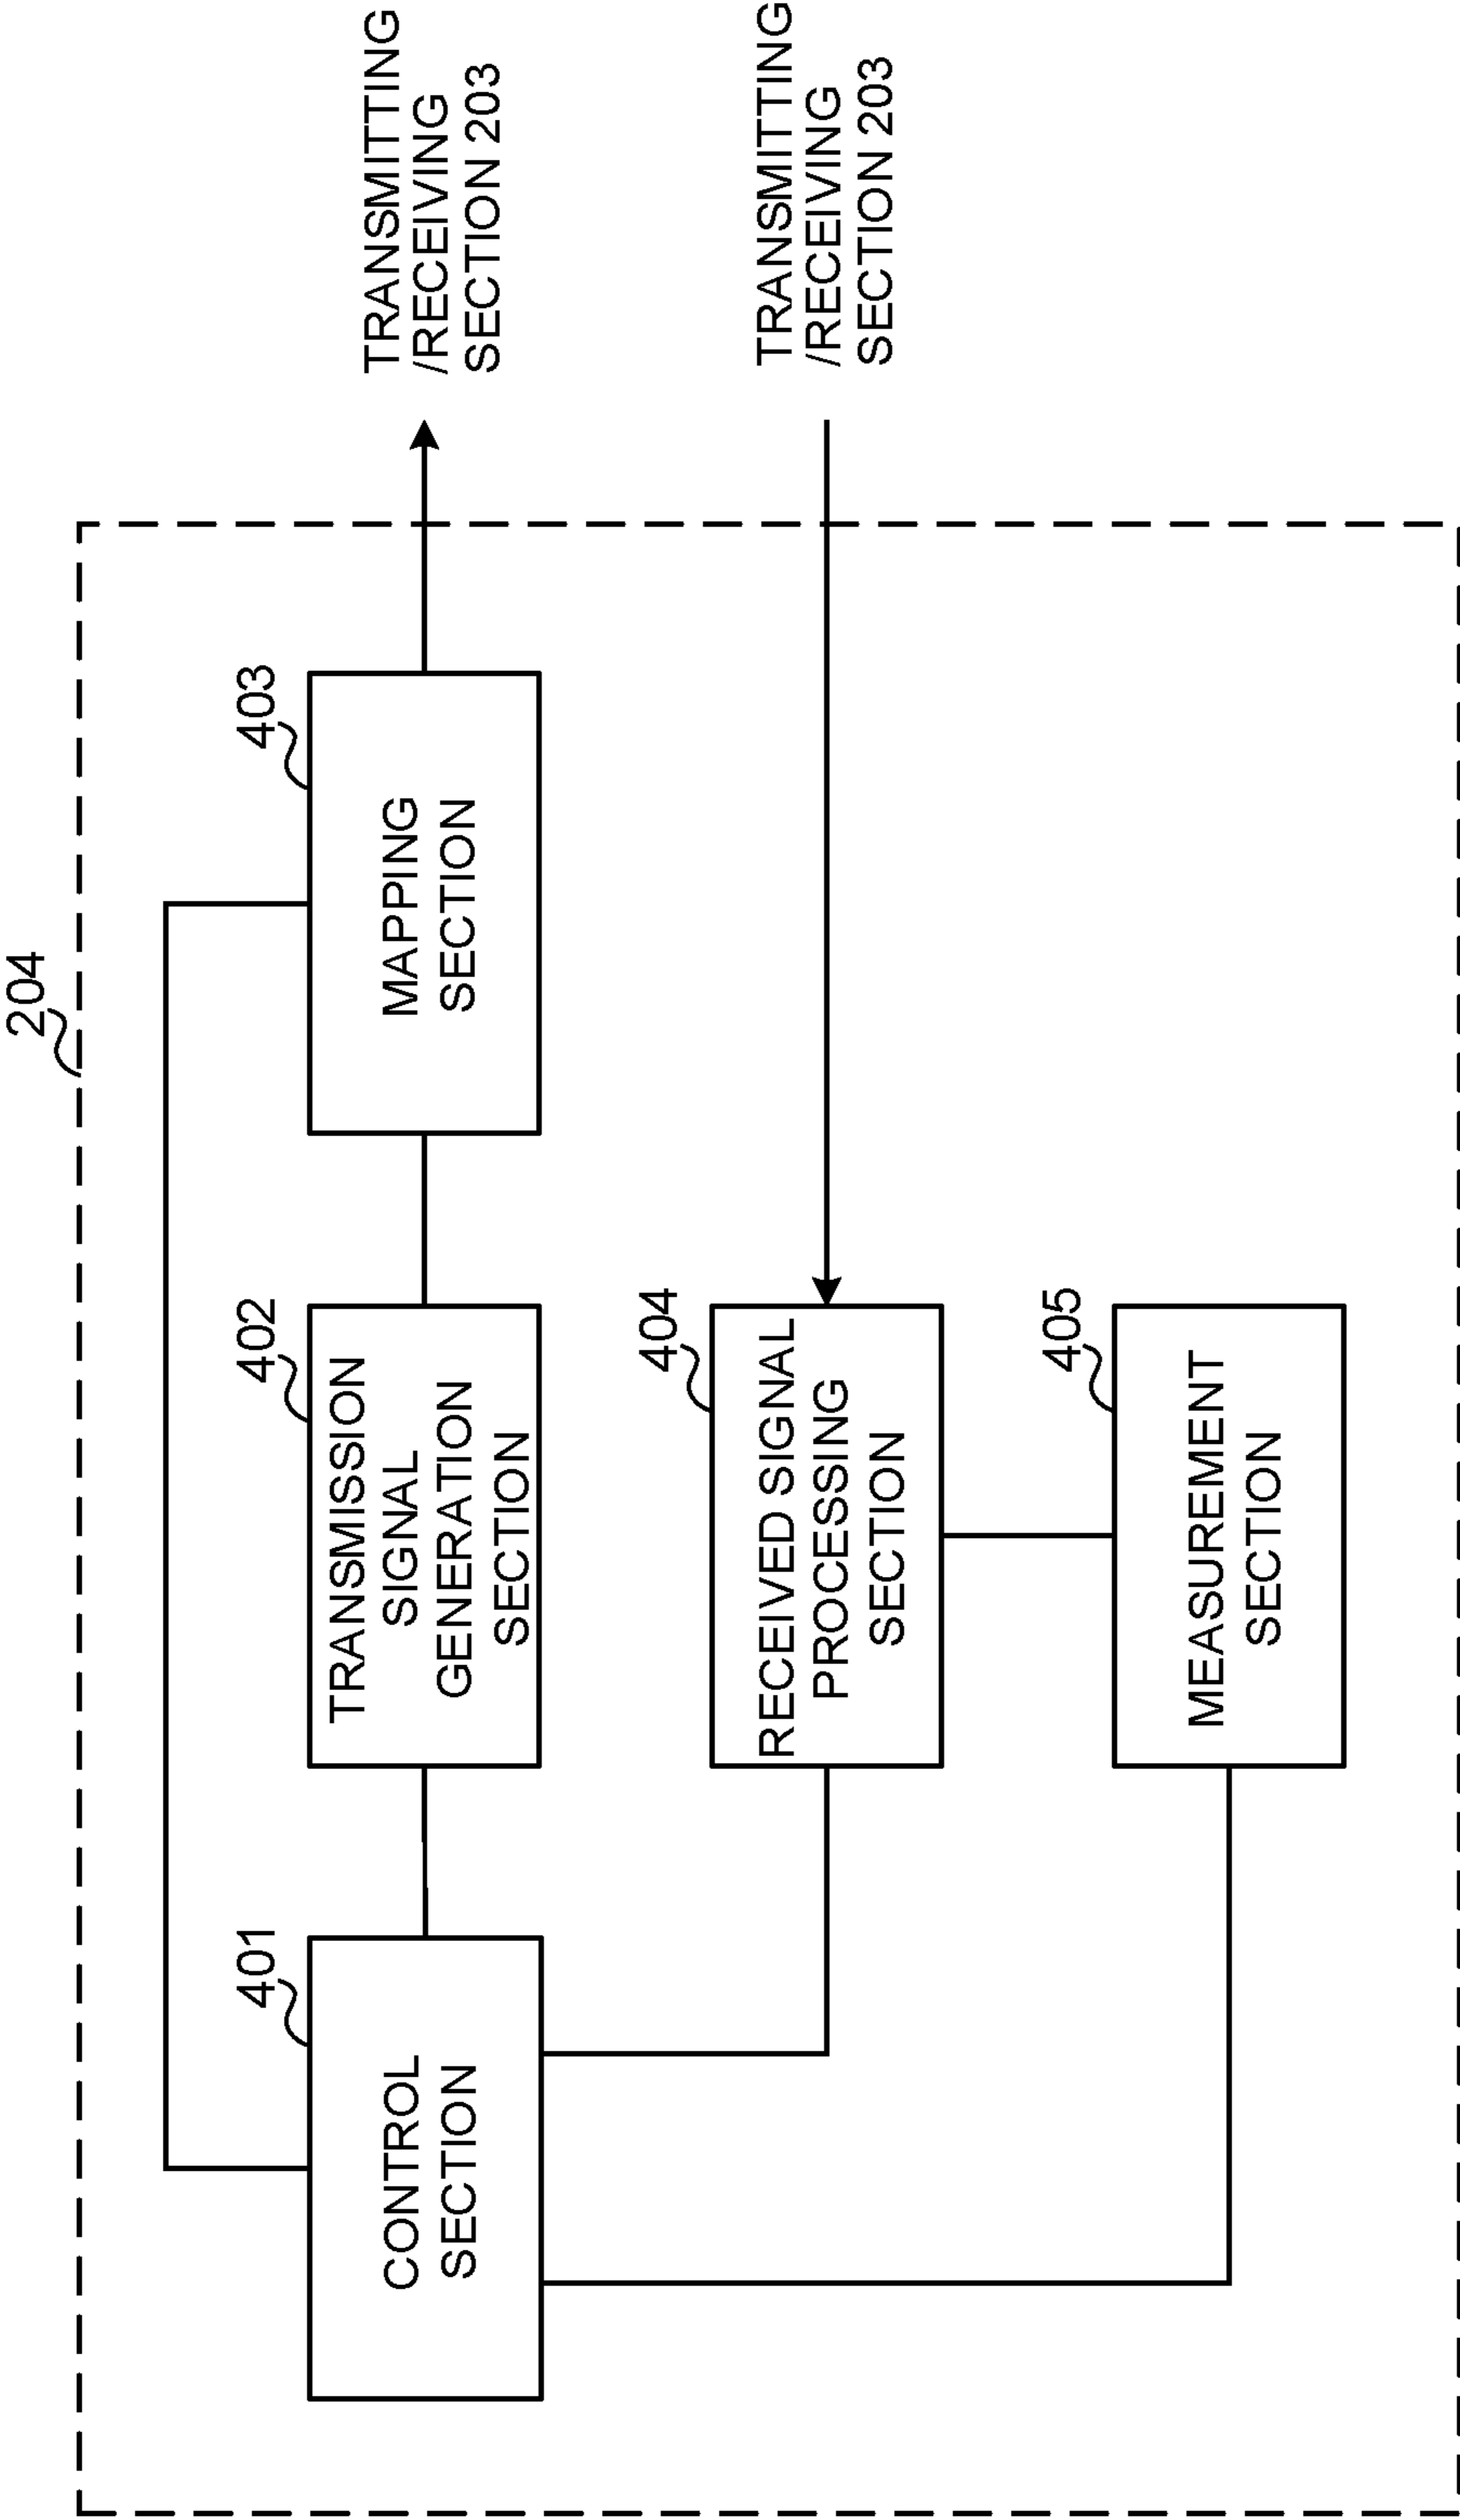 204
401
CONTROL
SECTION
402
TRANSMISSION
SIGNAL
GENERATION
SECTION
403
MAPPING
SECTION
TRANSMITTING
/RECEIVING
SECTION 203
404
RECEIVED SIGNAL
PROCESSING
SECTION
TRANSMITTING
/RECEIVING
SECTION 203
405
MEASUREMENT
SECTION